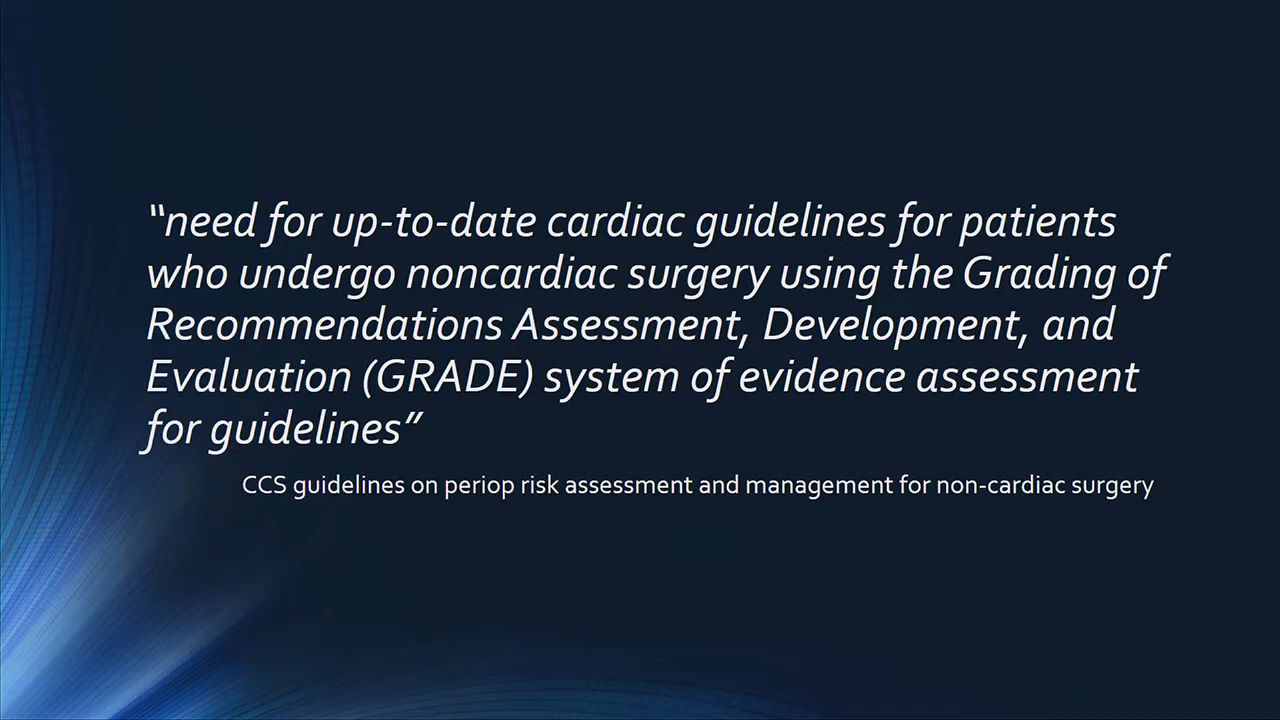 “need for up-to-date cardiac guidelines for patients
who undergo noncardiac surgery using the Grading of
Recommendations Assessment, Development, and
Evaluation (GRADE) system of evidence assessment
for guidelines”
CCS guidelines on periop risk assessment and management for non-cardiac surgery